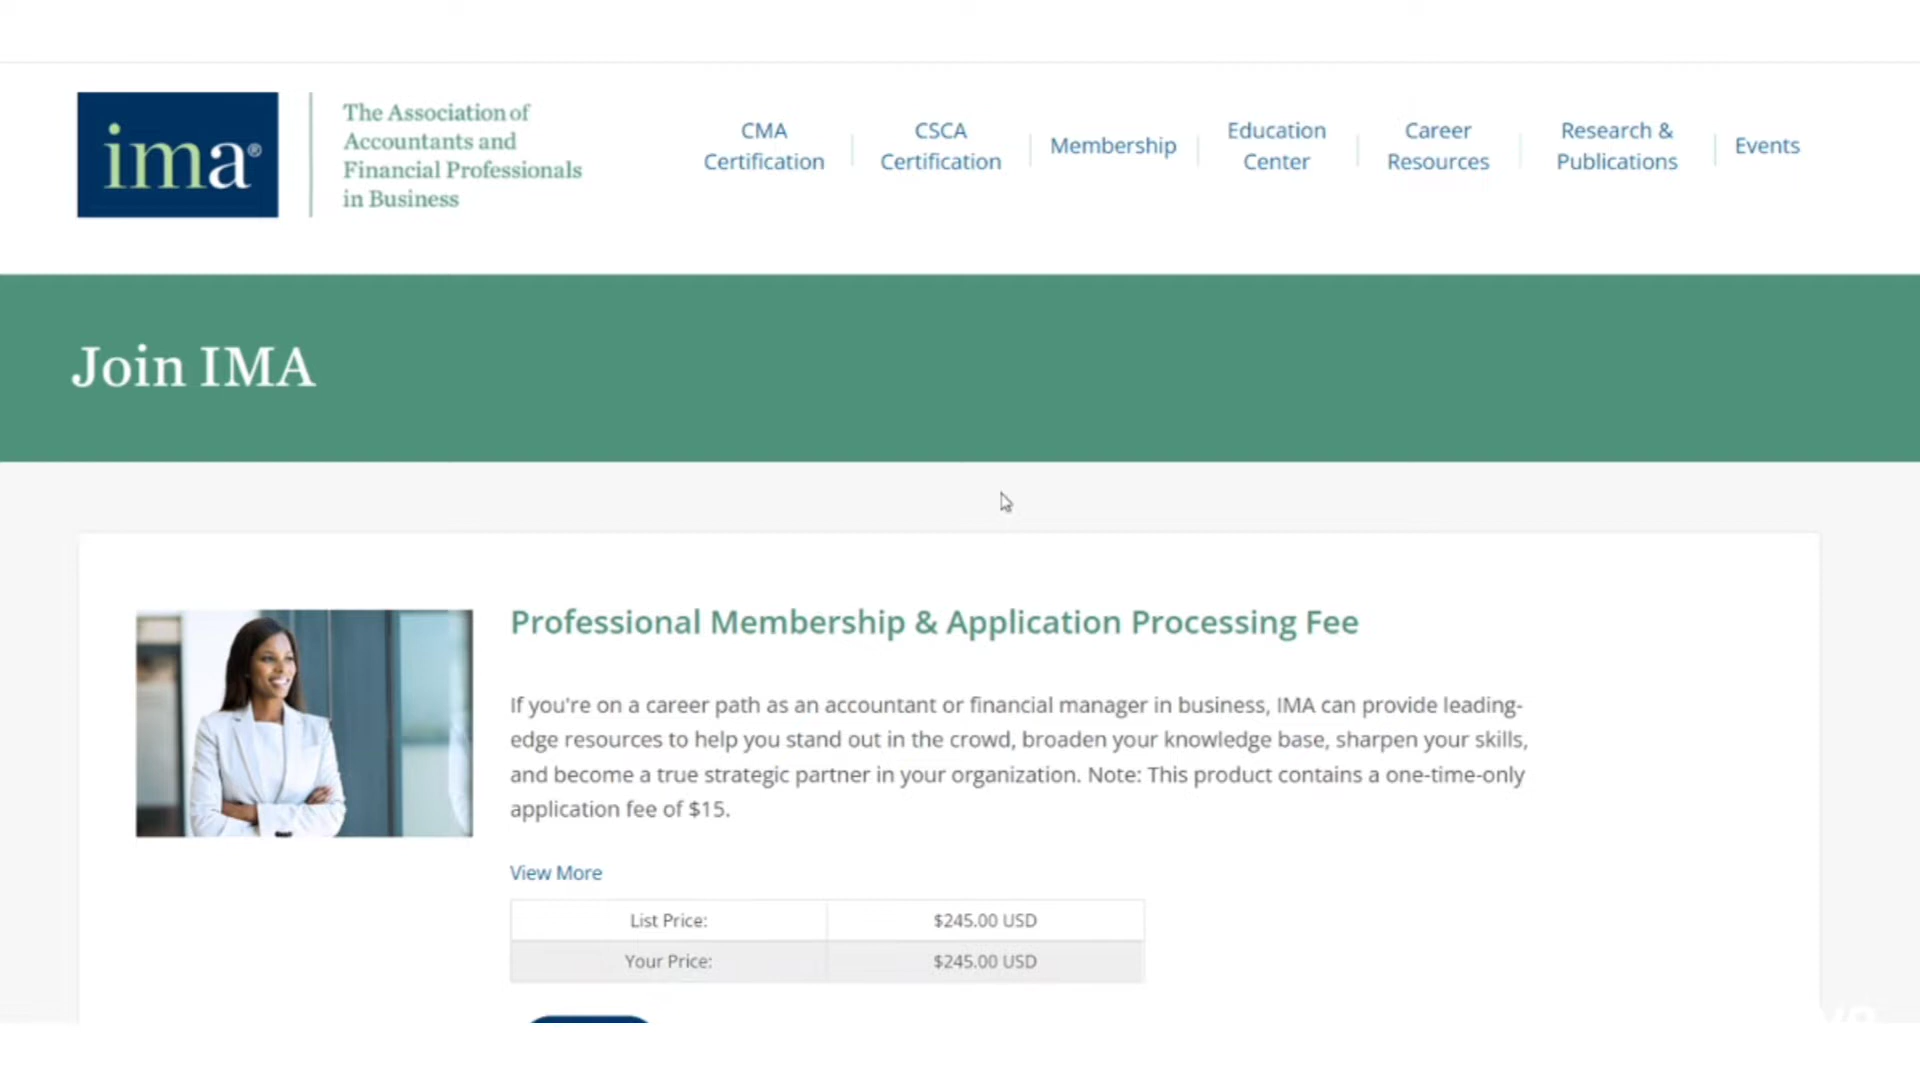 ima®
The Association of
Accountants and
Financial Professionals
in Business
CMA
Certification
CSCA
Certification
Membership
Education
Center
Career
Resources
Research &
Publications
Events
Join IMA
Professional Membership & Application Processing Fee
If you're on a career path as an accountant or financial manager in business, IMA can provide leading-
edge resources to help you stand out in the crowd, broaden your knowledge base, sharpen your skills,
and become a true strategic partner in your organization. Note: This product contains a one-time-only
application fee of $15.
View More
List Price: $245.00 USD
Your Price: $245.00 USD